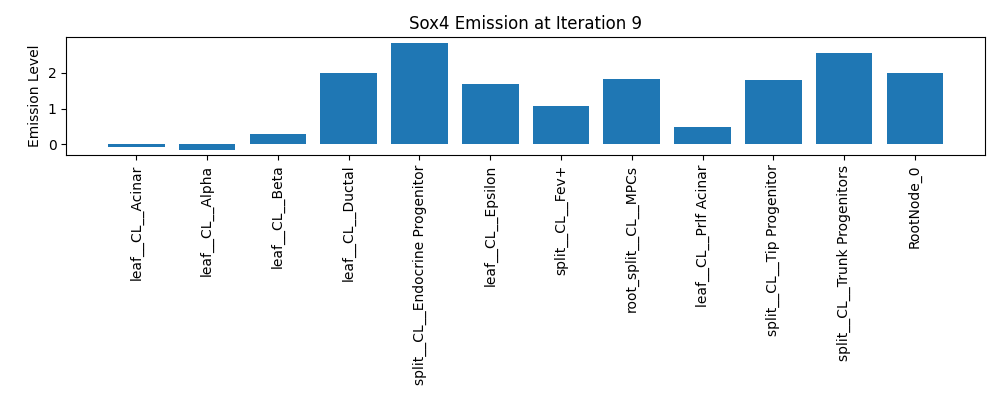 Sox4 Emission at Iteration 9
Emission Level
2
1
0
leaf__CL__Acinar
leaf__CL__Alpha
leaf__CL__Beta
leaf__CL__Ductal
split__CL__Endocrine Progenitor
leaf__CL__Epsilon
split__CL__Fev+
root_split__CL__MPCs
leaf__CL__Prlf Acinar
split__CL__Tip Progenitor
split__CL__Trunk Progenitors
RootNode_0